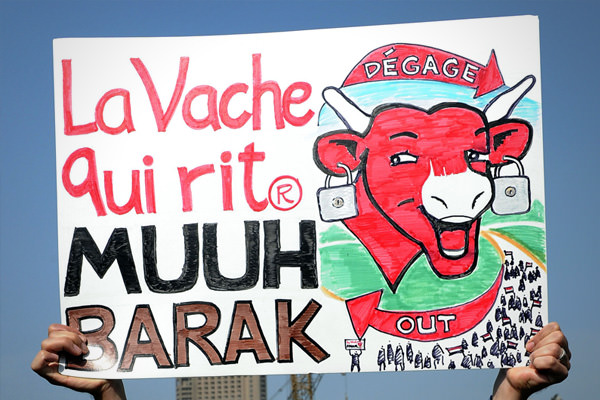 La Vache
qui rit®
MUUH
BARAK
DÉGAGE
OUT